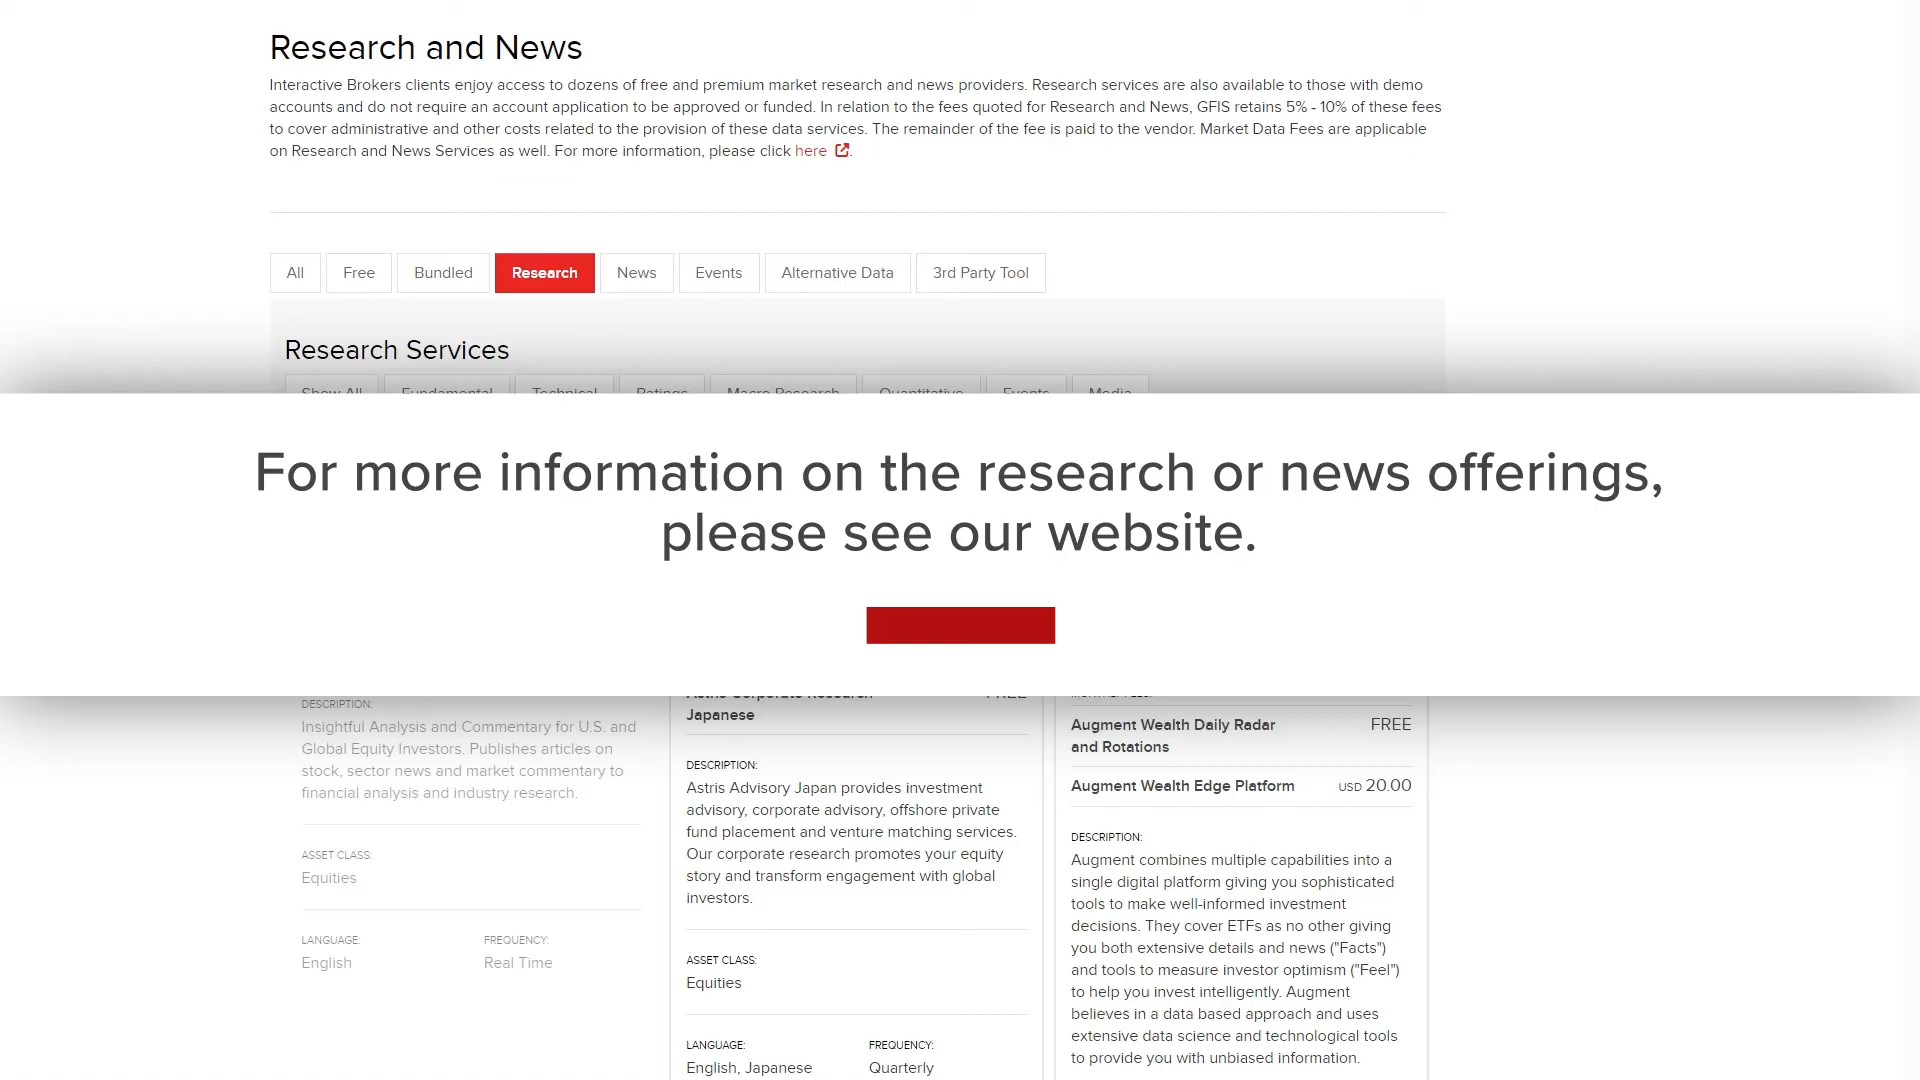 Research and News
Interactive Brokers clients enjoy access to dozens of free and premium market research and news providers. Research services are also available to those with demo
accounts and do not require an account application to be approved or funded. In relation to the fees quoted for Research and News, GFIS retains 5% - 10% of these fees
to cover administrative and other costs related to the provision of these data services. The remainder of the fee is paid to the vendor. Market Data Fees are applicable
on Research and News Services as well. For more information, please click here.
All Free Bundled Research News Events Alternative Data 3rd Party Tool
Research Services
Show All Fundamental Technical Ratings Macro Research Quantitative Events Media
For more information on the research or news offerings,
please see our website.
DESCRIPTION:
Insightful Analysis and Commentary for U.S. and
Global Equity Investors. Publishes articles on
stock, sector news and market commentary to
financial analysis and industry research.
ASSET CLASS:
Equities
LANGUAGE: FREQUENCY:
English Real Time
Astris Corporate Research FREE
Japanese
DESCRIPTION:
Astris Advisory Japan provides investment
advisory, corporate advisory, offshore private
fund placement and venture matching services.
Our corporate research promotes your equity
story and transform engagement with global
investors.
ASSET CLASS:
Equities
LANGUAGE: FREQUENCY:
English, Japanese Quarterly
Augment Wealth Daily Radar FREE
and Rotations
Augment Wealth Edge Platform USD 20.00
DESCRIPTION:
Augment combines multiple capabilities into a
single digital platform giving you sophisticated
tools to make well-informed investment
decisions. They cover ETFs as no other giving
you both extensive details and news ("Facts")
and tools to measure investor optimism ("Feel")
to help you invest intelligently. Augment
believes in a data based approach and uses
extensive data science and technological tools
to provide you with unbiased information.